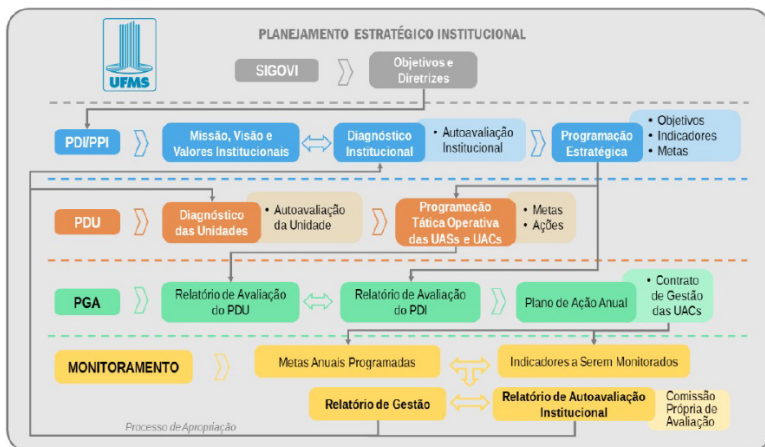 UFMS
PLANEJAMENTO ESTRATÉGICO INSTITUCIONAL
SIGOVI
Objetivos e
Diretrizes
PDI/PPI
Missão, Visão e
Valores Institucionais
Diagnóstico
Institucional
• Autoavaliação
Institucional
Programação
Estratégica
• Objetivos
• Indicadores
• Metas
PDU
Diagnóstico
das Unidades
• Autoavaliação
da Unidade
Programação
Tática Operativa
das UASs e UACs
• Metas
• Ações
PGA
Relatório de Avaliação
do PDU
Relatório de Avaliação
do PDI
Plano de Ação Anual
• Contrato
de Gestão
das UACs
MONITORAMENTO
Metas Anuais Programadas
Indicadores a Serem Monitorados
Relatório de Gestão
Relatório de Autoavaliação
Institucional
Comissão
Própria de
Avaliação
Processo de Apropriação